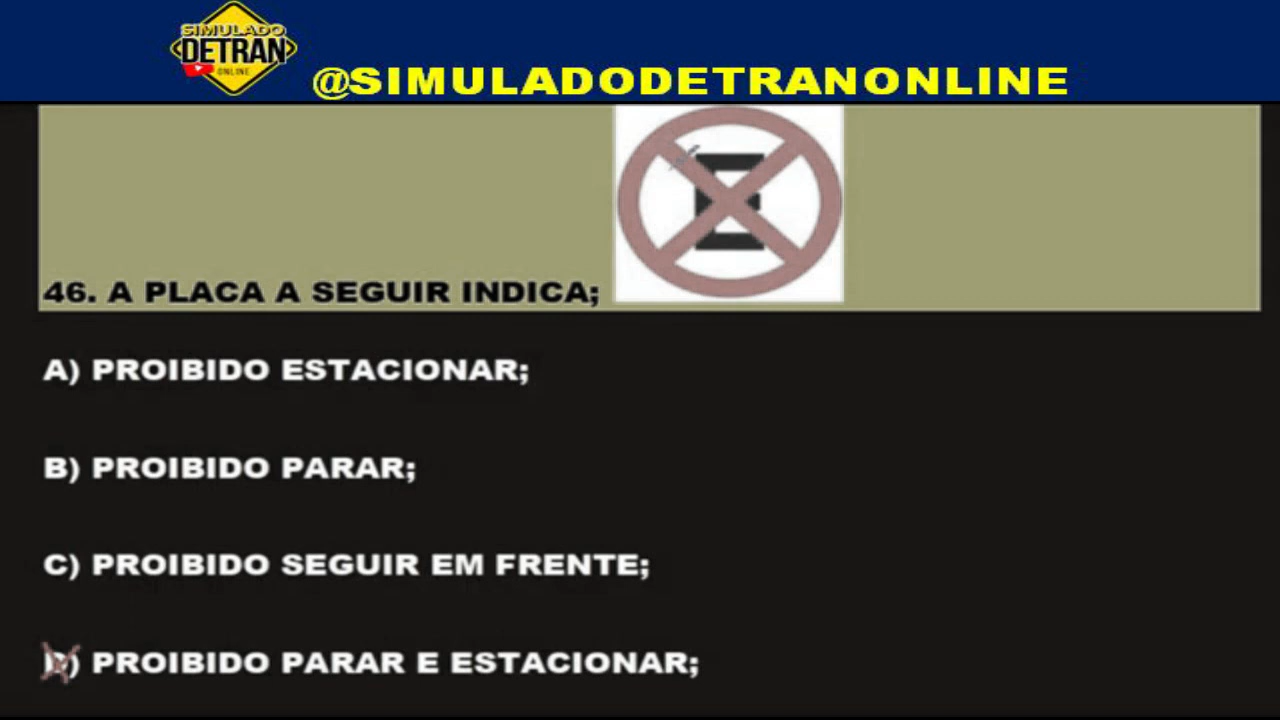 SIMULADO
DETRAN
ONLINE
@SIMULADODETRANONLINE
E
46. A PLACA A SEGUIR INDICA;
A) PROIBIDO ESTACIONAR;
B) PROIBIDO PARAR;
C) PROIBIDO SEGUIR EM FRENTE;
D) PROIBIDO PARAR E ESTACIONAR;